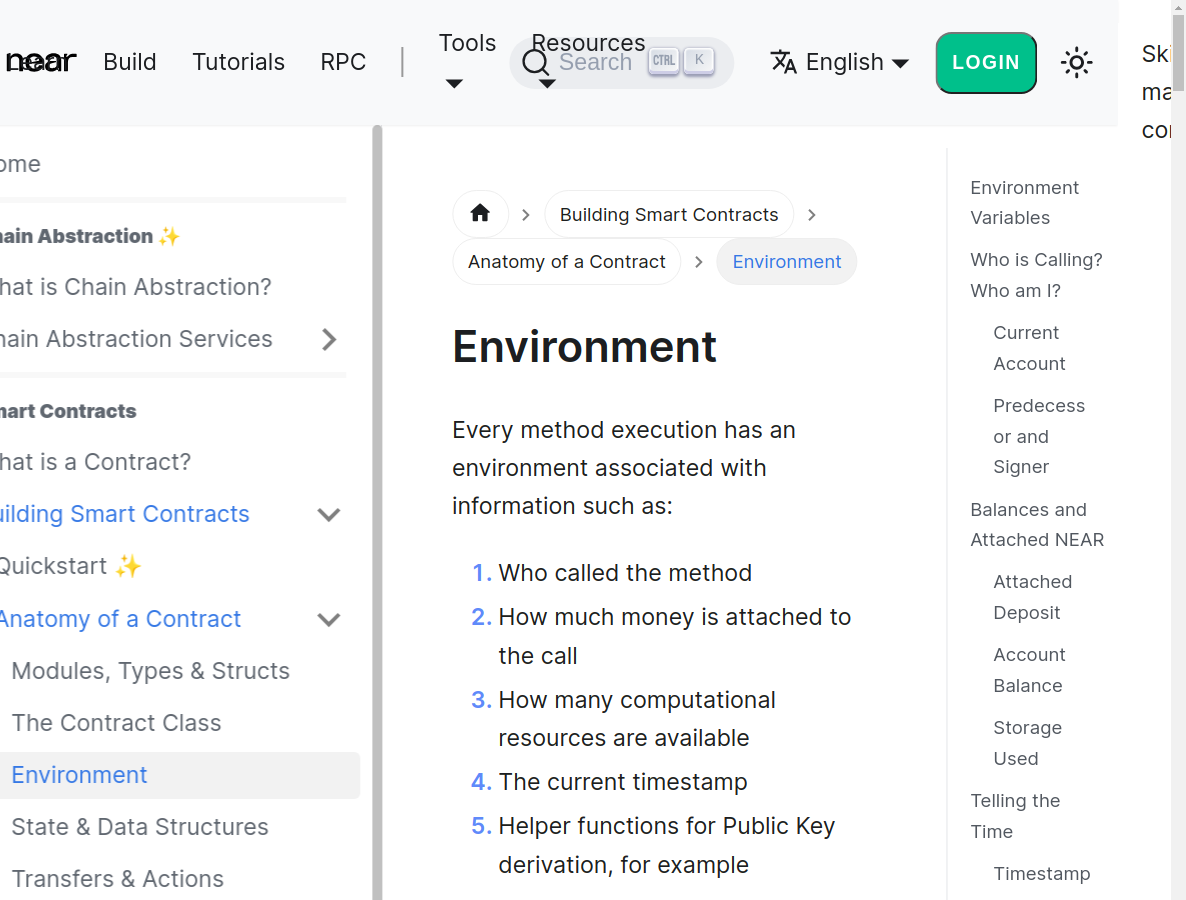 near
Build
Tutorials
RPC
Tools
Resources
Search
CTRL
K
English
LOGIN
Ski
ma
con
ome
hain Abstraction ✨
hat is Chain Abstraction?
hain Abstraction Services
mart Contracts
hat is a Contract?
uilding Smart Contracts
Quickstart ✨
Anatomy of a Contract
Modules, Types & Structs
The Contract Class
Environment
State & Data Structures
Transfers & Actions
Building Smart Contracts
Anatomy of a Contract
Environment
Environment
Every method execution has an
environment associated with
information such as:
1. Who called the method
2. How much money is attached to
the call
3. How many computational
resources are available
4. The current timestamp
5. Helper functions for Public Key
derivation, for example
Environment
Variables
Who is Calling?
Who am I?
Current
Account
Predecess
or and
Signer
Balances and
Attached NEAR
Attached
Deposit
Account
Balance
Storage
Used
Telling the
Time
Timestamp